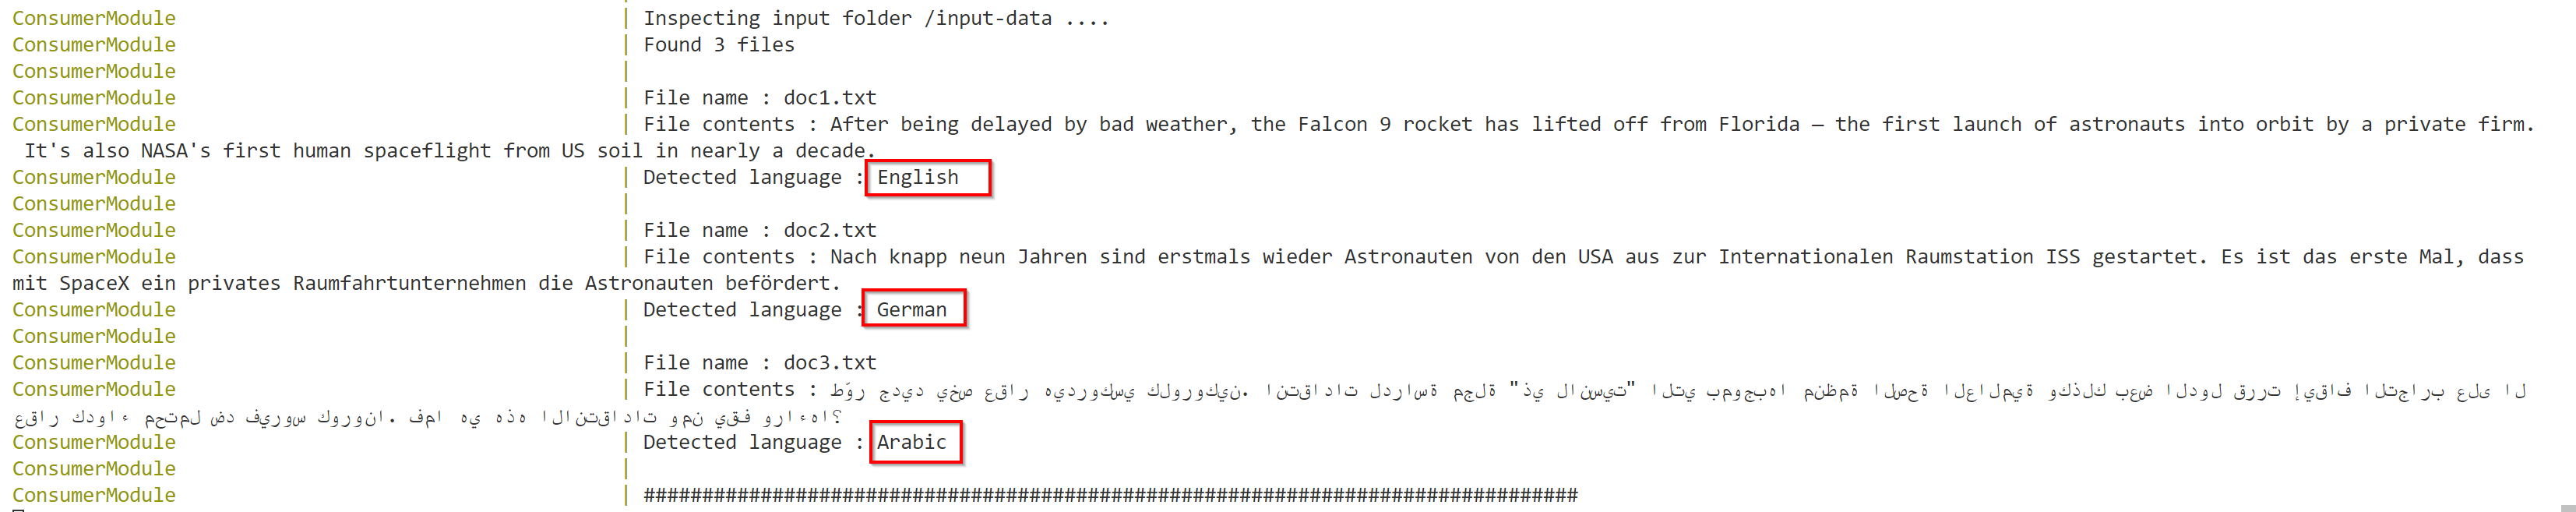 ConsumerModule | Inspecting input folder /input-data ....
ConsumerModule | Found 3 files
ConsumerModule |
ConsumerModule | File name : doc1.txt
ConsumerModule | File contents : After being delayed by bad weather, the Falcon 9 rocket has lifted off from Florida — the first launch of astronauts into orbit by a private firm.
It's also NASA's first human spaceflight from US soil in nearly a decade.
ConsumerModule | Detected language : English
ConsumerModule |
ConsumerModule | File name : doc2.txt
ConsumerModule | File contents : Nach knapp neun Jahren sind erstmals wieder Astronauten von den USA aus zur Internationalen Raumstation ISS gestartet. Es ist das erste Mal, dass
mit SpaceX ein privates Raumfahrtunternehmen die Astronauten befördert.
ConsumerModule | Detected language : German
ConsumerModule |
ConsumerModule | File name : doc3.txt
ConsumerModule | File contents : طوّر جديد يخص عقار هيدروكسي كلوروكين. انتقادات لدراسة مجلة "ذي لانسيت" التي بموجبها منظمة الصحة العالمية وكذلك بعض الدول قررت إيقاف التجارب على ال
عقار كدواء محتمل ضد فيروس كورونا. فما هي هذه الانتقادات ومن يقف وراءها؟
ConsumerModule | Detected language : Arabic
ConsumerModule |
ConsumerModule | ################################################################################